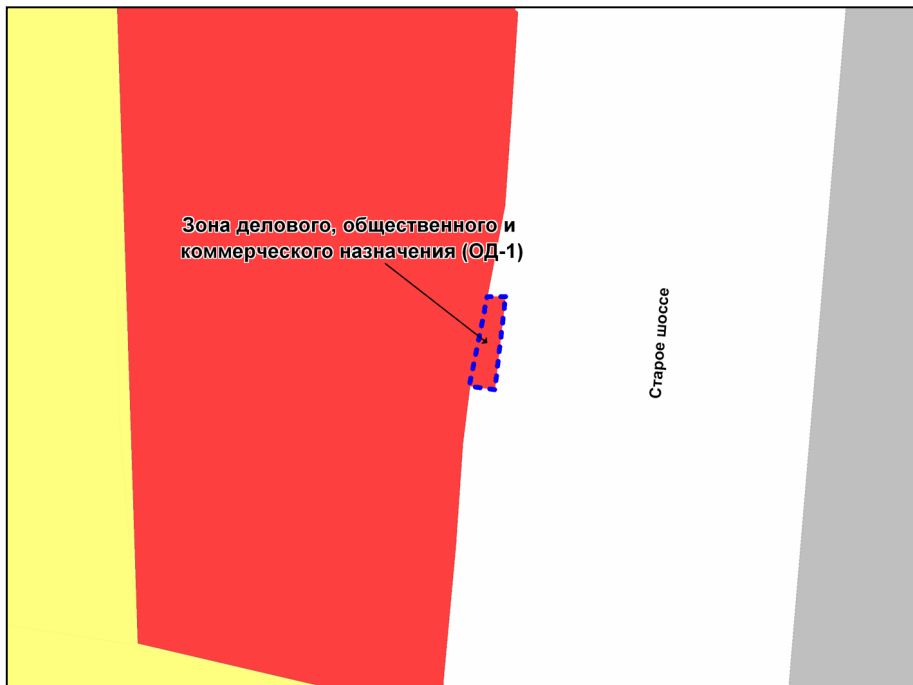 Зона делового, общественного и
коммерческого назначения (ОД-1)
Старое шоссе